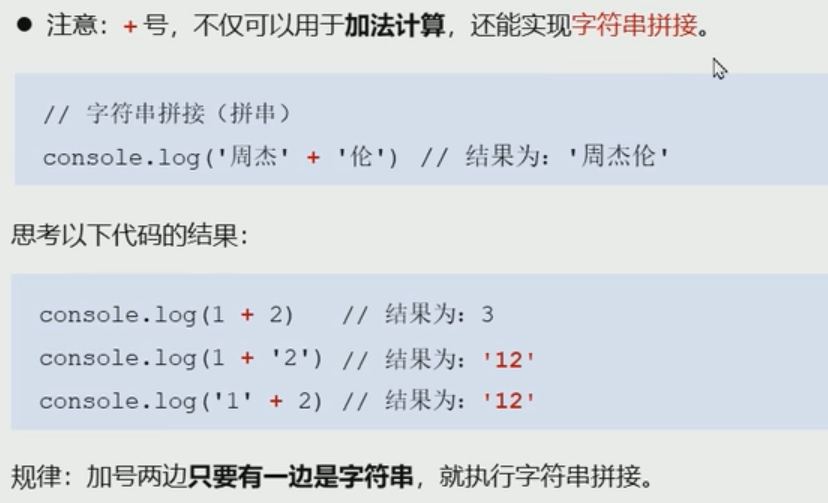 ● 注意：+号，不仅可以用于加法计算，还能实现字符串拼接。
// 字符串拼接（拼串）
console.log('周杰' + '伦') // 结果为：'周杰伦'
思考以下代码的结果：
console.log(1 + 2) // 结果为：3
console.log(1 + '2') // 结果为：'12'
console.log('1' + 2) // 结果为：'12'
规律：加号两边只要有一边是字符串，就执行字符串拼接。